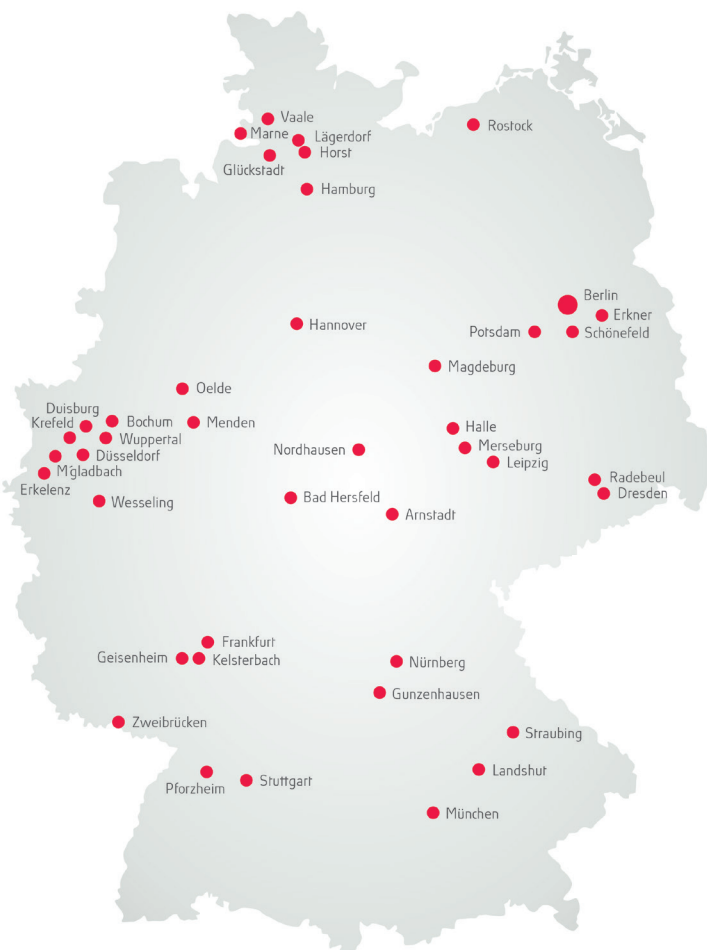 Vaale
Marne
Lägerdorf
Rostock
Horst
Glückstadt
Hamburg
Berlin
Erkner
Hannover
Potsdam
Schönefeld
Magdeburg
Oelde
Duisburg
Krefeld
Bochum
Menden
Halle
Wuppertal
Nordhausen
Merseburg
Düsseldorf
Leipzig
M'gladbach
Radebeul
Erkelenz
Dresden
Wesseling
Bad Hersfeld
Arnstadt
Frankfurt
Geisenheim
Kelsterbach
Nürnberg
Gunzenhausen
Zweibrücken
Straubing
Landshut
Pforzheim
Stuttgart
München